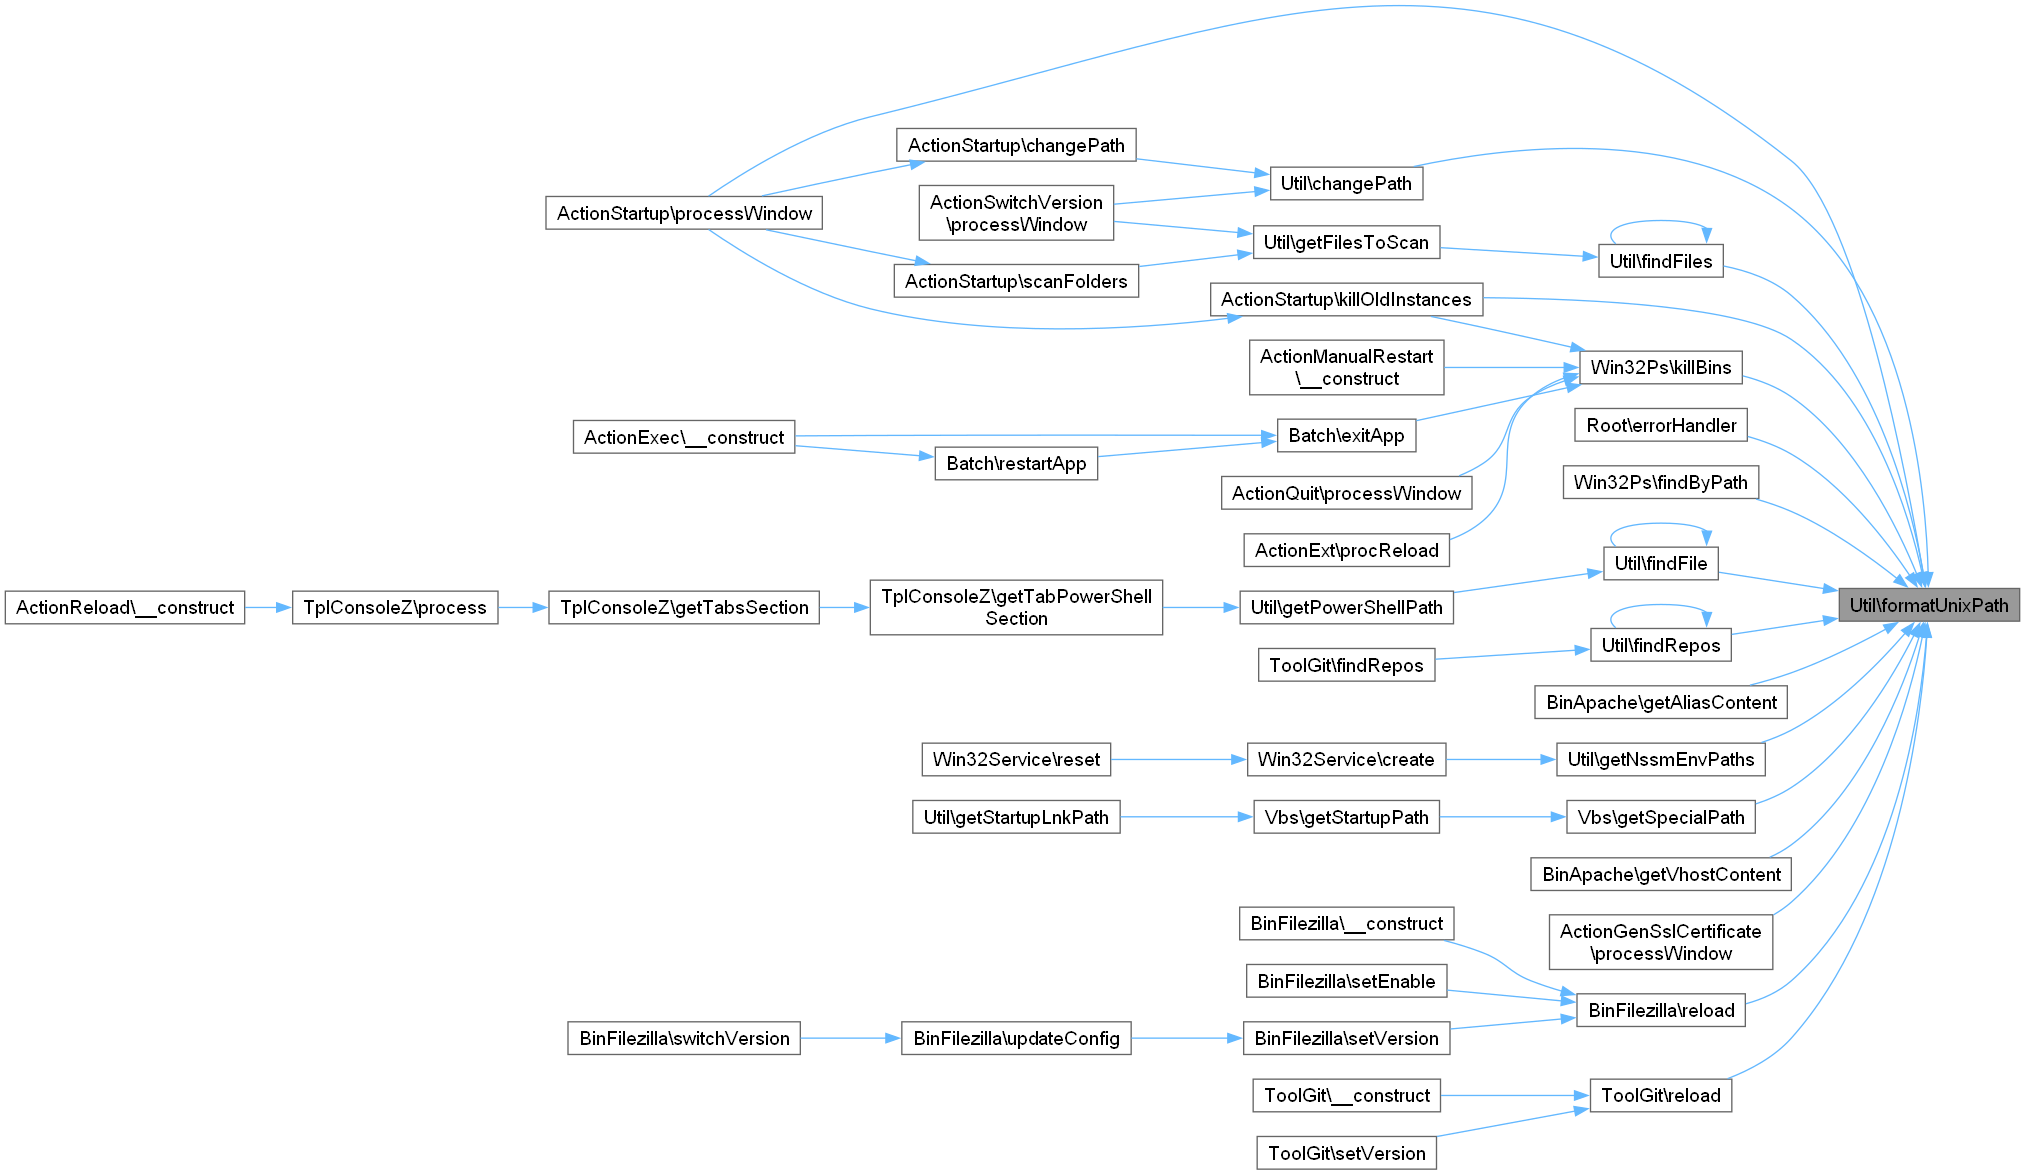 ActionStartup\changePath
Util\changePath
ActionSwitchVersion
\processWindow
ActionStartup\processWindow
Util\getFilesToScan
Util\findFiles
ActionStartup\scanFolders
ActionStartup\killOldInstances
ActionManualRestart
\__construct
Win32Ps\killBins
Root\errorHandler
ActionExec\__construct
Batch\exitApp
Batch\restartApp
Win32Ps\findByPath
ActionQuit\processWindow
ActionExt\procReload
Util\findFile
ActionReload\__construct
TplConsoleZ\process
TplConsoleZ\getTabsSection
TplConsoleZ\getTabPowerShell
Section
Util\getPowerShellPath
Util\formatUnixPath
Util\findRepos
ToolGit\findRepos
BinApache\getAliasContent
Win32Service\reset
Win32Service\create
Util\getNssmEnvPaths
Util\getStartupLnkPath
Vbs\getStartupPath
Vbs\getSpecialPath
BinApache\getVhostContent
BinFilezilla\__construct
ActionGenSslCertificate
\processWindow
BinFilezilla\setEnable
BinFilezilla\reload
BinFilezilla\switchVersion
BinFilezilla\updateConfig
BinFilezilla\setVersion
ToolGit\__construct
ToolGit\reload
ToolGit\setVersion